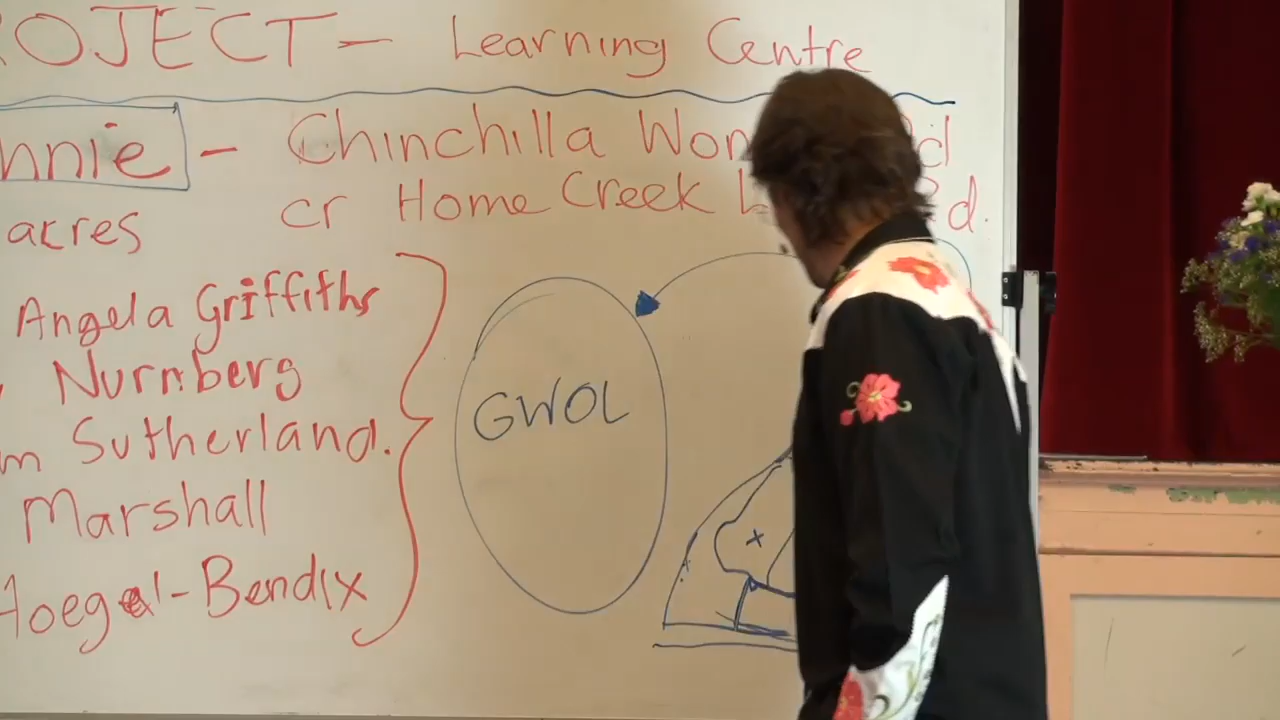 ROJECT - Learning Centre
nnie - Chinchilla Won d
acres cr Home Creek L d.
Angela Griffiths
Nurnberg
m Sutherland.
Marshall
Hoegel-Bendix
GWOL
x